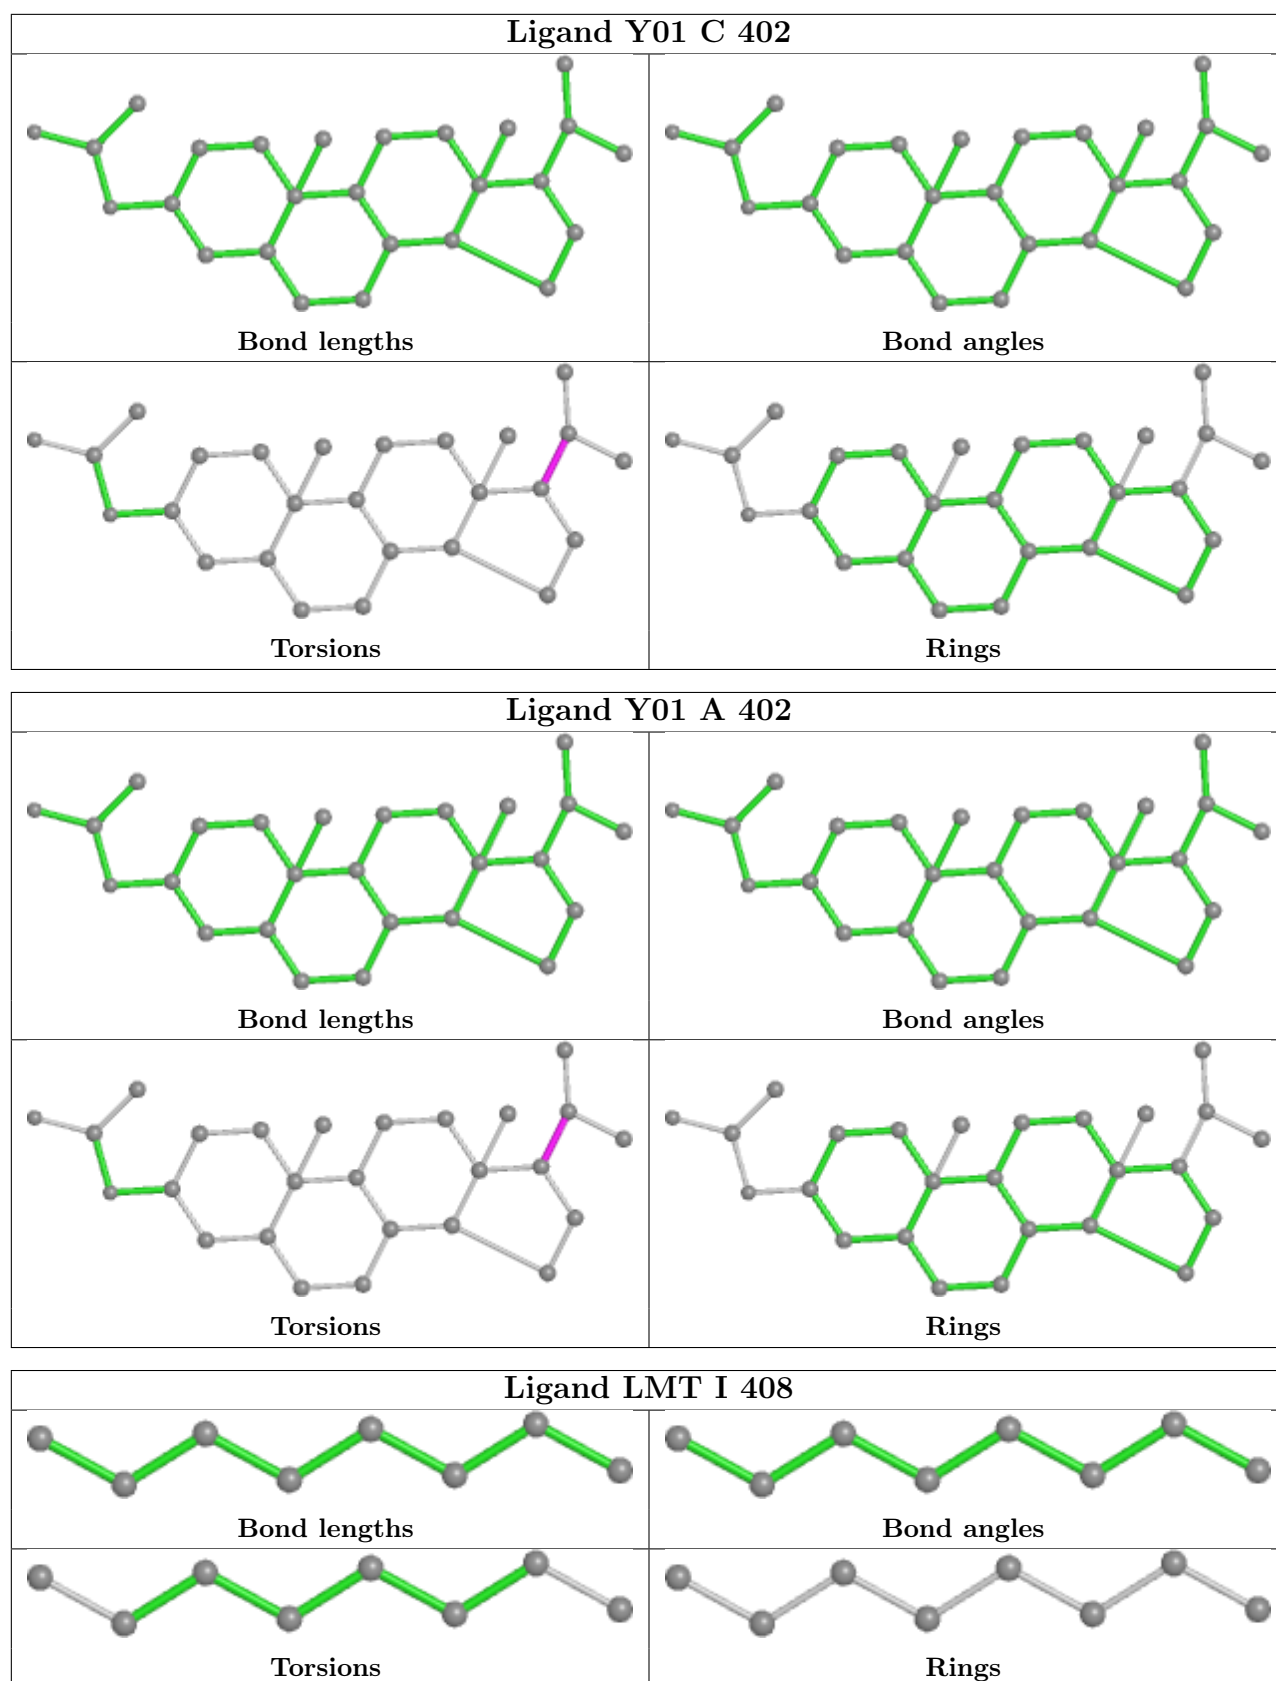 Ligand Y01 C 402
Bond lengths
Bond angles
Torsions
Rings
Ligand Y01 A 402
Bond lengths
Bond angles
Torsions
Rings
Ligand LMT I 408
Bond lengths
Bond angles
Torsions
Rings